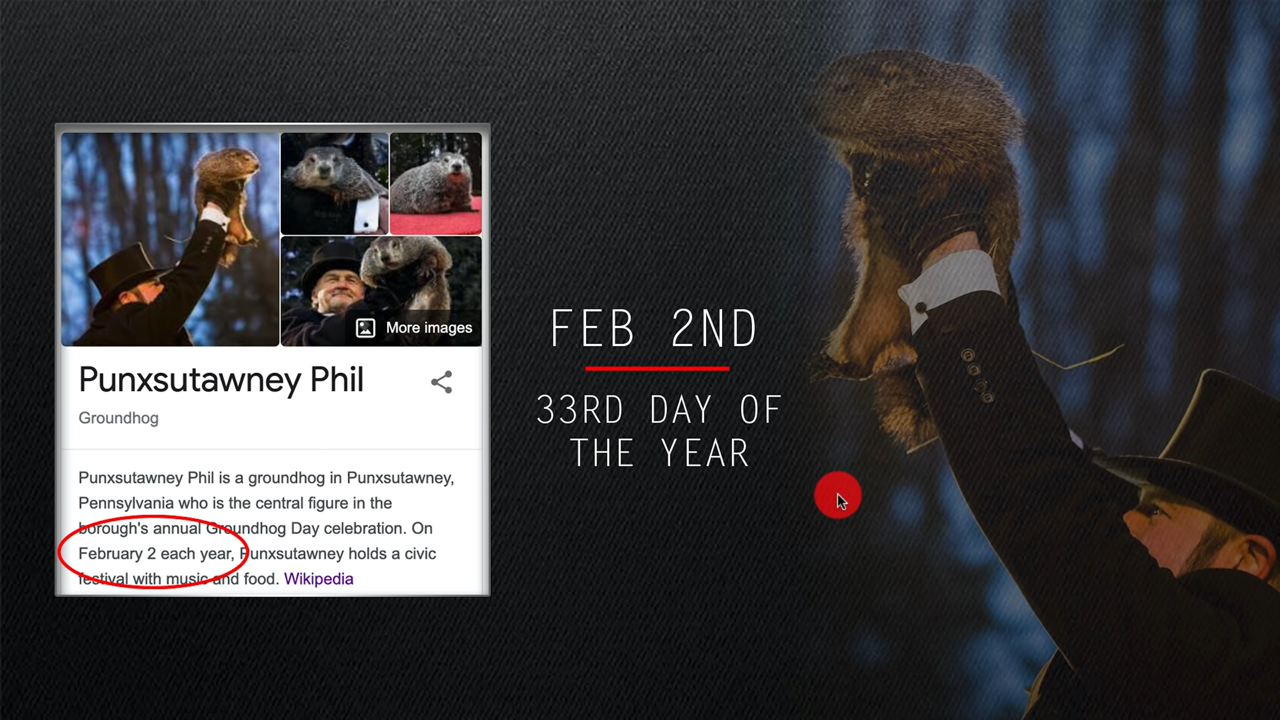 More images
Punxsutawney Phil
Groundhog
Punxsutawney Phil is a groundhog in Punxsutawney,
Pennsylvania who is the central figure in the
borough's annual Groundhog Day celebration. On
February 2 each year, Punxsutawney holds a civic
festival with music and food. Wikipedia
FEB 2ND
33RD DAY OF
THE YEAR